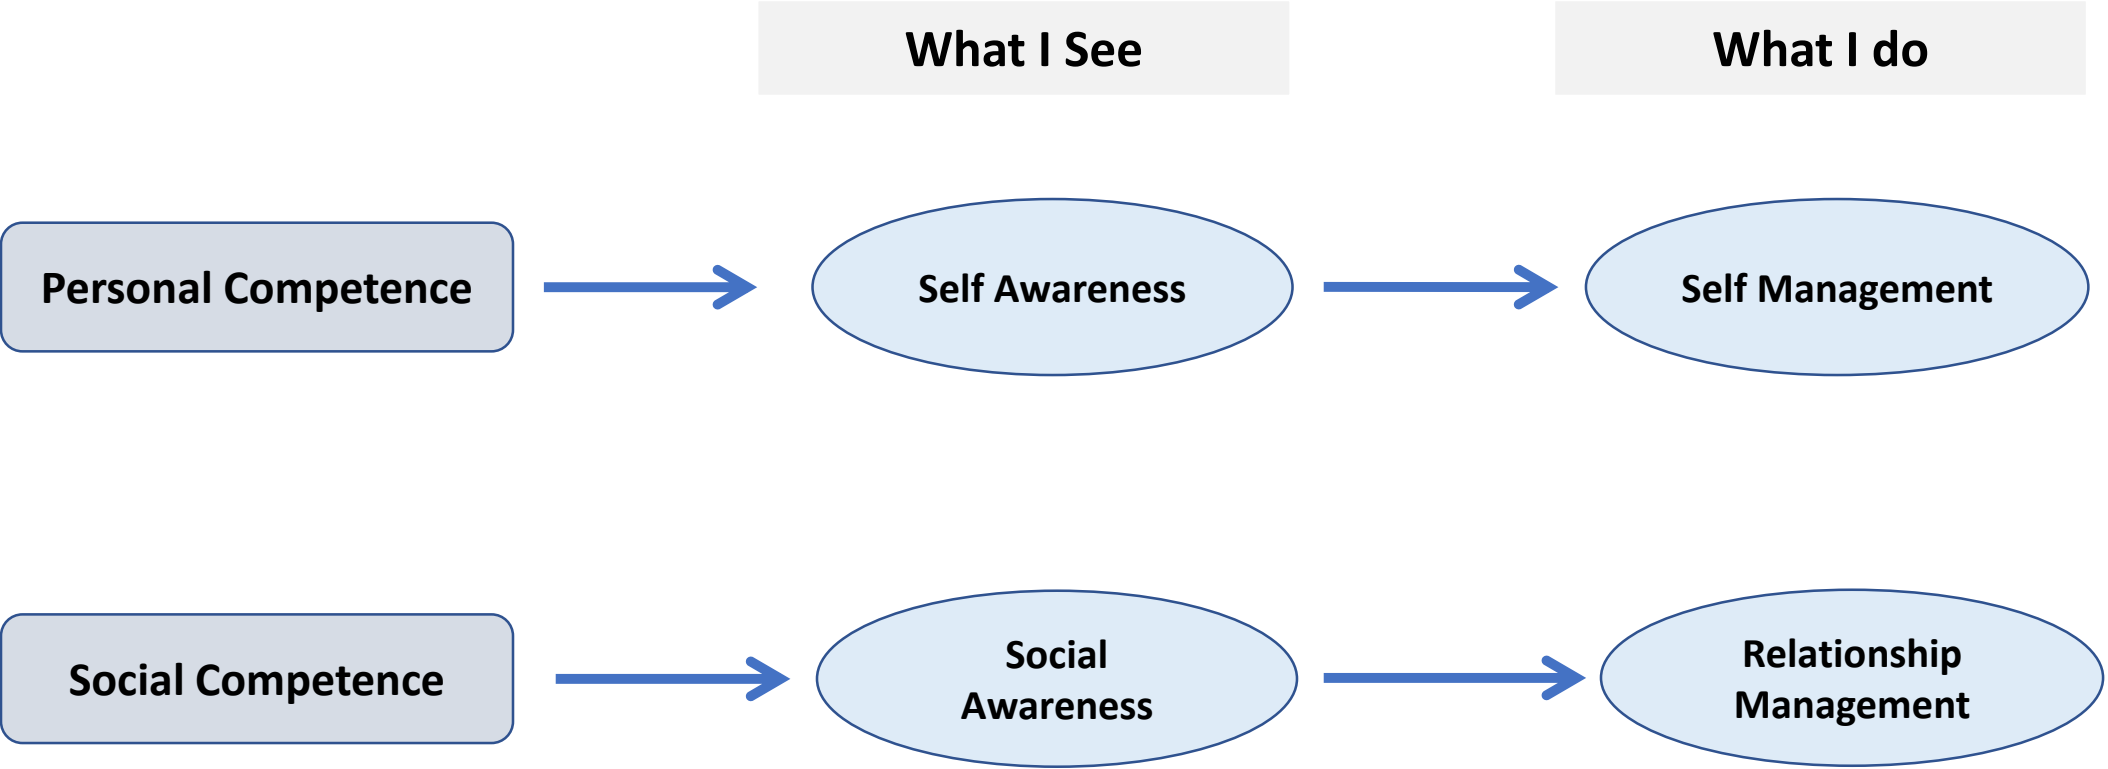 What I See
What I do
Personal Competence
Self Awareness
Self Management
Social Competence
Social
Awareness
Relationship
Management